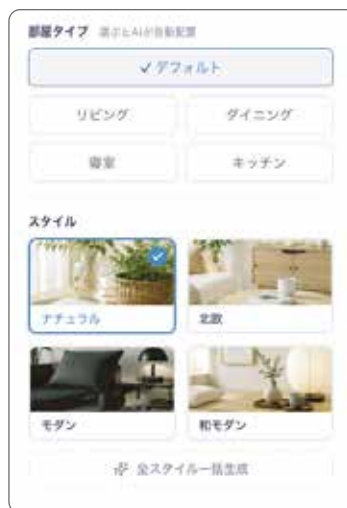 部屋タイプ 選ぶとAIが自動配置
✓デフォルト
リビング ダイニング
寝室 キッチン
スタイル
ナチュラル 北欧
モダン 和モダン
全スタイル一括生成